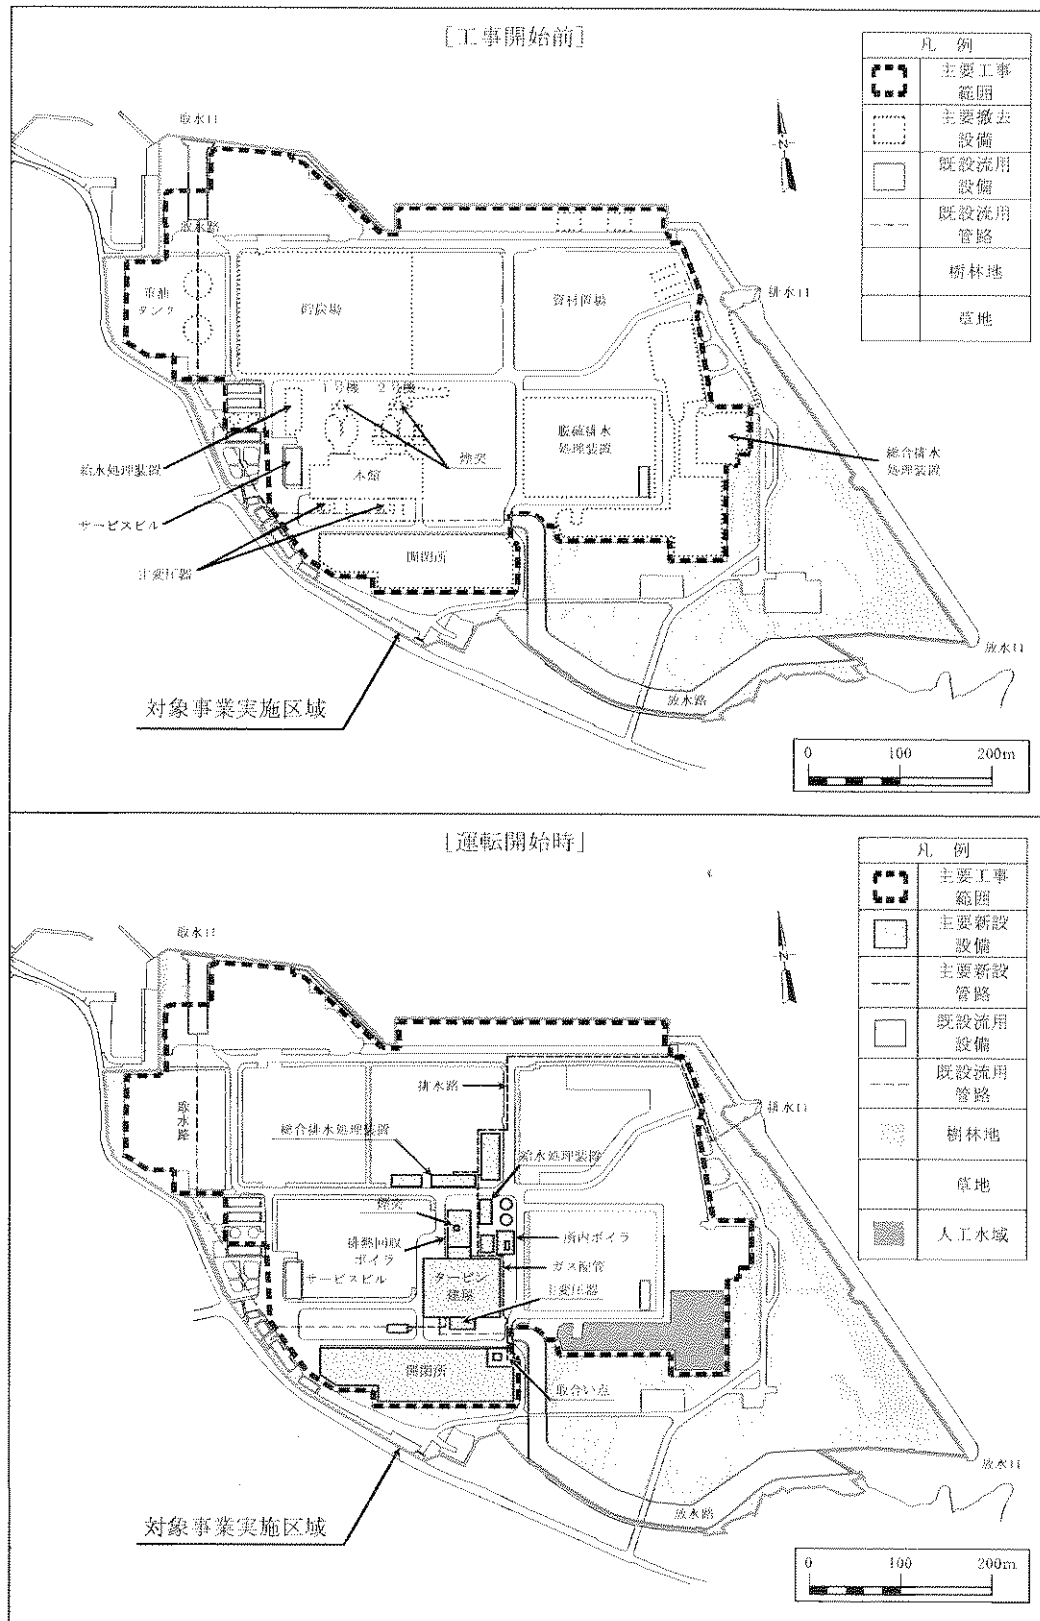 [工事開始前]
凡 例
主要工事
範囲
主要撤去
設備
既設流用
設備
既設流用
管路
樹林地
草地
取水口
放水路
重油
タンク
貯炭場
資材置場
排水口
1号機
2号機
脱硫排水
処理装置
煙突
総合排水
処理装置
給水処理装置
本館
サービスビル
開閉所
主変圧器
放水口
放水路
対象事業実施区域
0 100 200m
[運転開始時]
凡 例
主要工事
範囲
主要新設
設備
主要新設
管路
既設流用
設備
既設流用
管路
樹林地
草地
人工水域
取水口
取水路
排水路
排水口
総合排水処理装置
給水処理装置
煙突
排熱回収
ボイラ
所内ボイラ
ガス配管
サービスビル
タービン
建屋
主変圧器
開閉所
取合い点
放水口
放水路
対象事業実施区域
0 100 200m